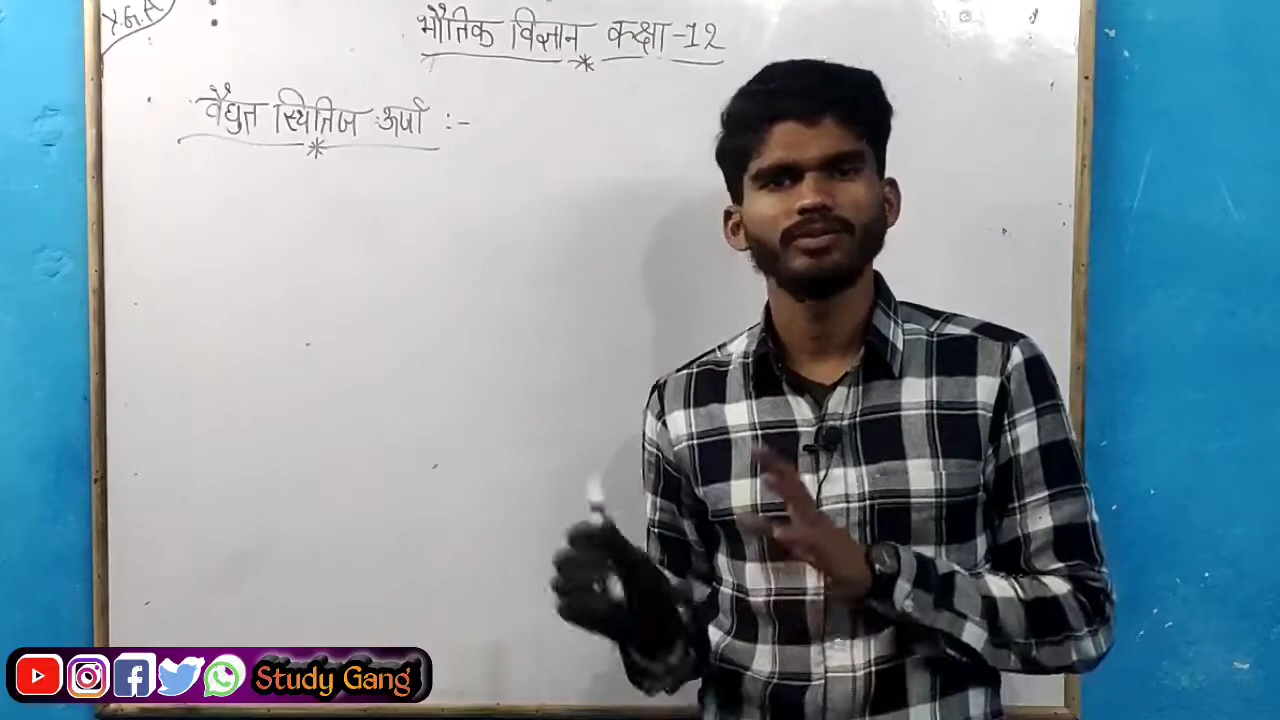 Y.G.A
भौतिक विज्ञान कक्षा-12
वैधुत स्थितिज ऊर्जा :-
Study Gang